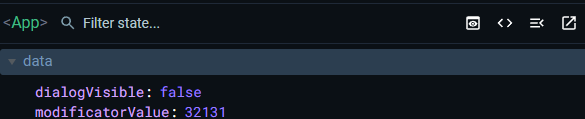 <App> Filter state...
data
dialogVisible: false
modificatorValue: 32131